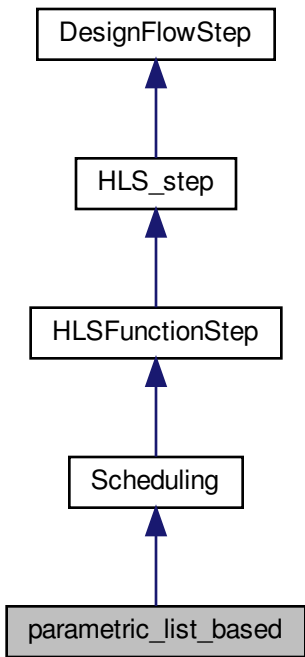 DesignFlowStep
HLS_step
HLSFunctionStep
Scheduling
parametric_list_based